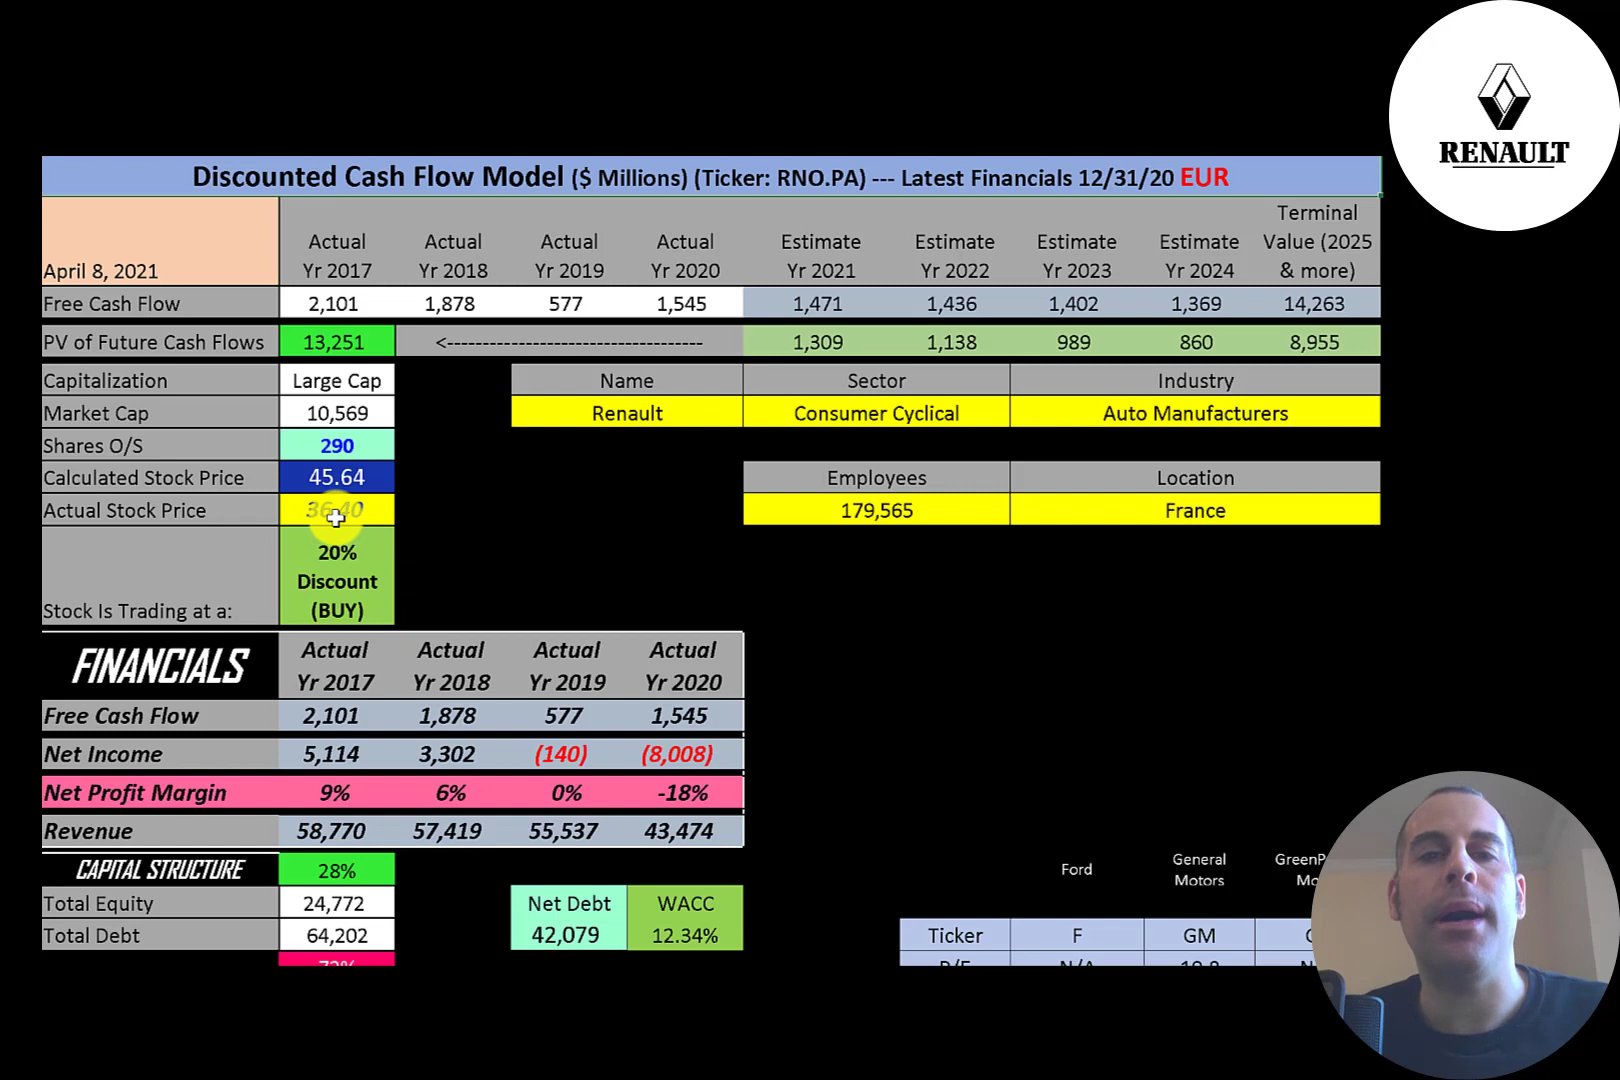 RENAULT
Discounted Cash Flow Model ($ Millions) (Ticker: RNO.PA) --- Latest Financials 12/31/20 EUR
April 8, 2021 Actual Yr 2017 Actual Yr 2018 Actual Yr 2019 Actual Yr 2020 Estimate Yr 2021 Estimate Yr 2022 Estimate Yr 2023 Estimate Yr 2024 Terminal Value (2025 & more)
Free Cash Flow 2,101 1,878 577 1,545 1,471 1,436 1,402 1,369 14,263
PV of Future Cash Flows 13,251 <----------------------------------- 1,309 1,138 989 860 8,955
Capitalization Large Cap Name Sector Industry
Market Cap 10,569 Renault Consumer Cyclical Auto Manufacturers
Shares O/S 290
Calculated Stock Price 45.64 Employees Location
Actual Stock Price 36.40 179,565 France
Stock Is Trading at a: 20% Discount (BUY)
FINANCIALS Actual Yr 2017 Actual Yr 2018 Actual Yr 2019 Actual Yr 2020
Free Cash Flow 2,101 1,878 577 1,545
Net Income 5,114 3,302 (140) (8,008)
Net Profit Margin 9% 6% 0% -18%
Revenue 58,770 57,419 55,537 43,474
CAPITAL STRUCTURE 28% Ford General Motors
Total Equity 24,772 Net Debt WACC
Total Debt 64,202 42,079 12.34% Ticker F GM